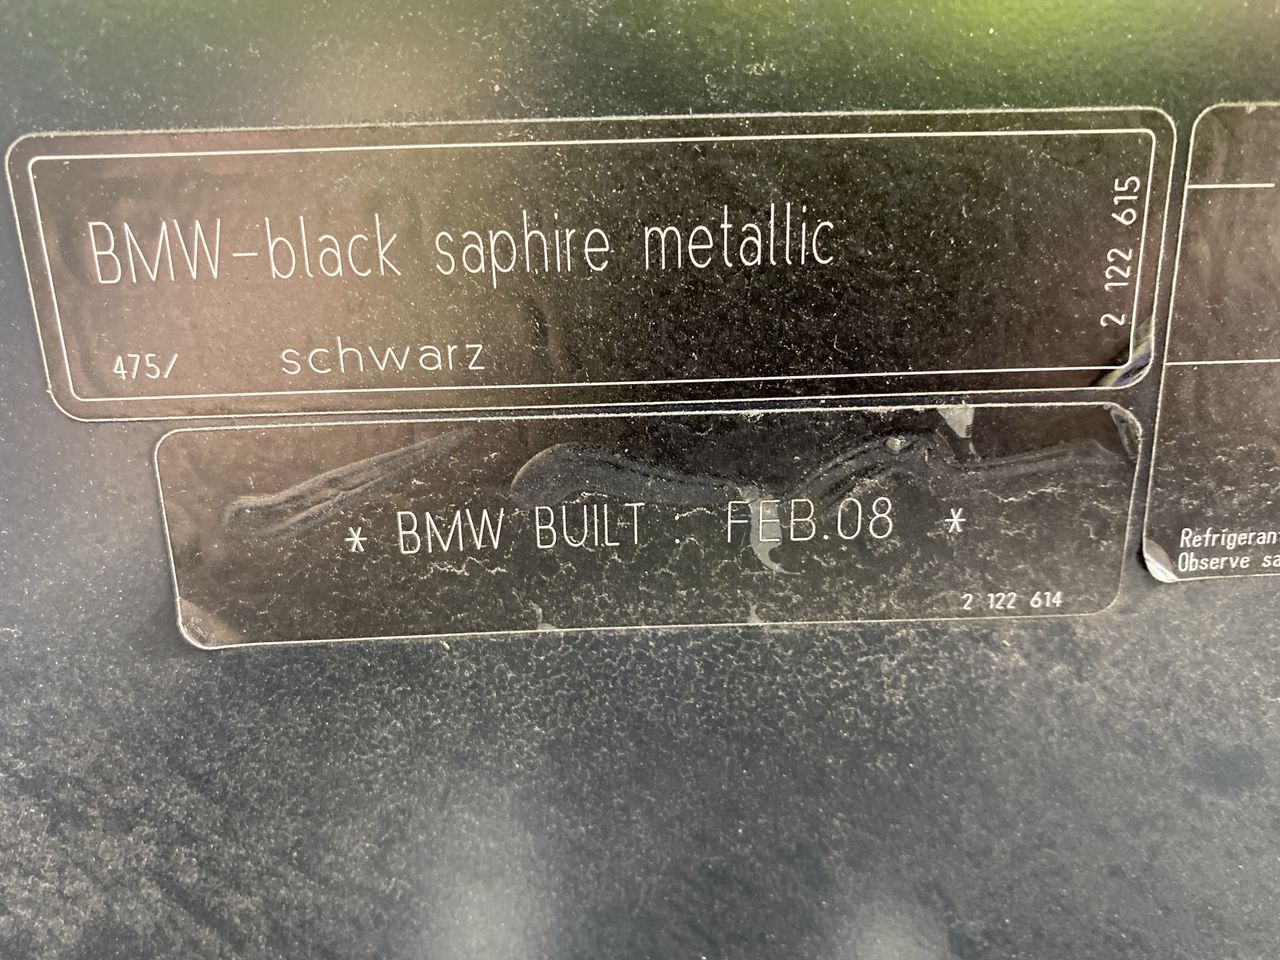 BMW-black saphire metallic
475/ schwarz
2 122 615
* BMW BUILT : FEB.08 *
2 122 614
Refrigeran
Observe sa